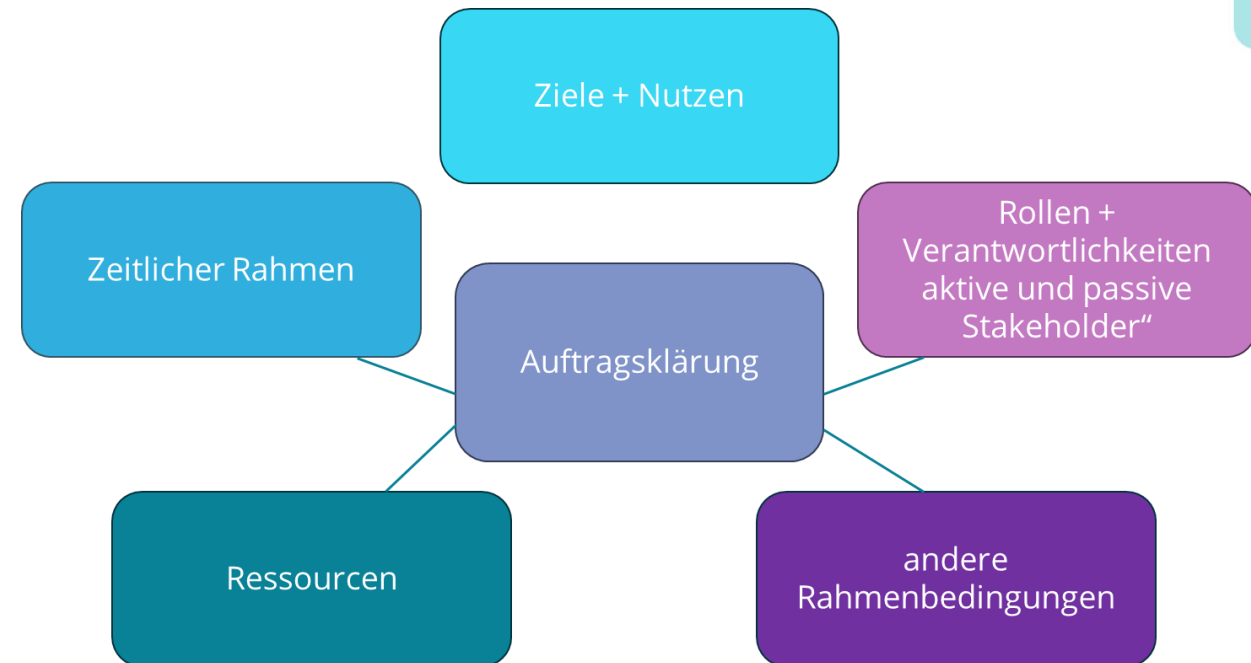 Ziele + Nutzen
Zeitlicher Rahmen
Rollen +
Verantwortlichkeiten
aktive und passive
Stakeholder“
Auftragsklärung
Ressourcen
andere
Rahmenbedingungen